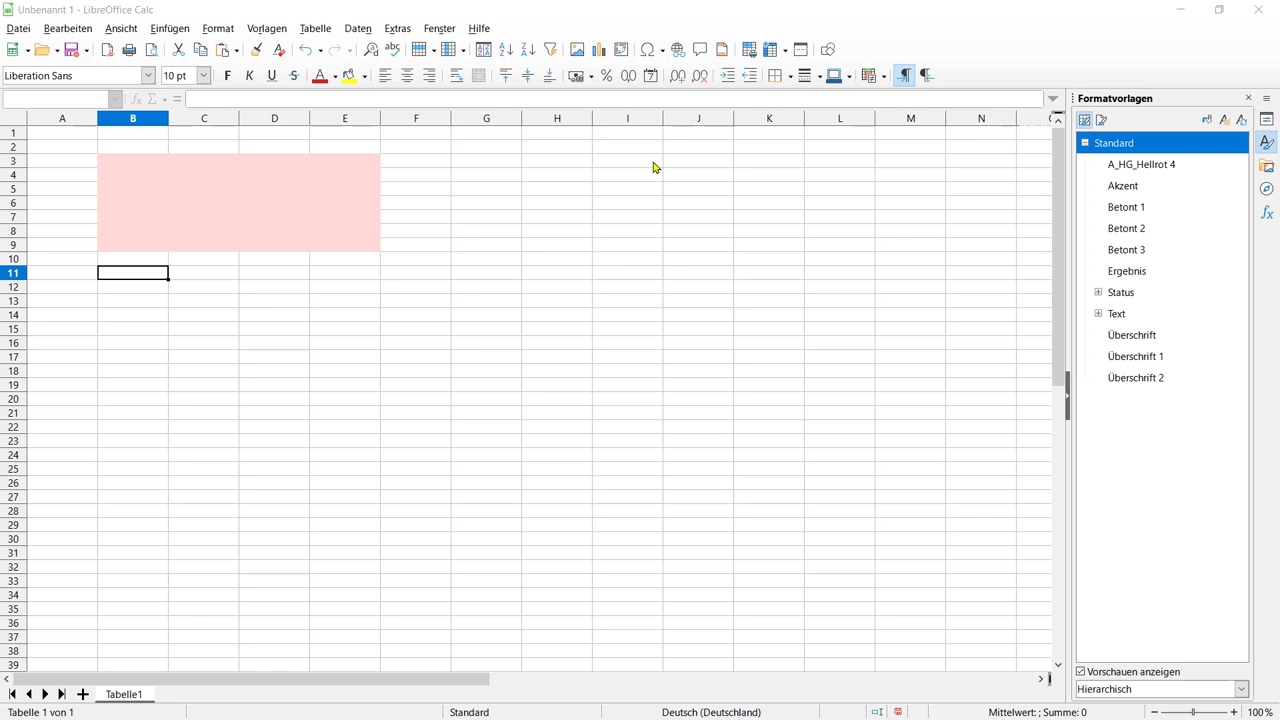 Unbenannt 1 - LibreOffice Calc
Datei Bearbeiten Ansicht Einfügen Format Vorlagen Tabelle Daten Extras Fenster Hilfe
Liberation Sans 10 pt F K U S
Formatvorlagen
A B C D E F G H I J K L M N
1
2
3
4
5
6
7
8
9
10
11
12
13
14
15
16
17
18
19
20
21
22
23
24
25
26
27
28
29
30
31
32
33
34
35
36
37
38
39
Standard
A_HG_Hellrot 4
Akzent
Betont 1
Betont 2
Betont 3
Ergebnis
Status
Text
Überschrift
Überschrift 1
Überschrift 2
Vorschauen anzeigen
Hierarchisch
Tabelle1
Tabelle 1 von 1 Standard Deutsch (Deutschland) Mittelwert: ; Summe: 0 100%